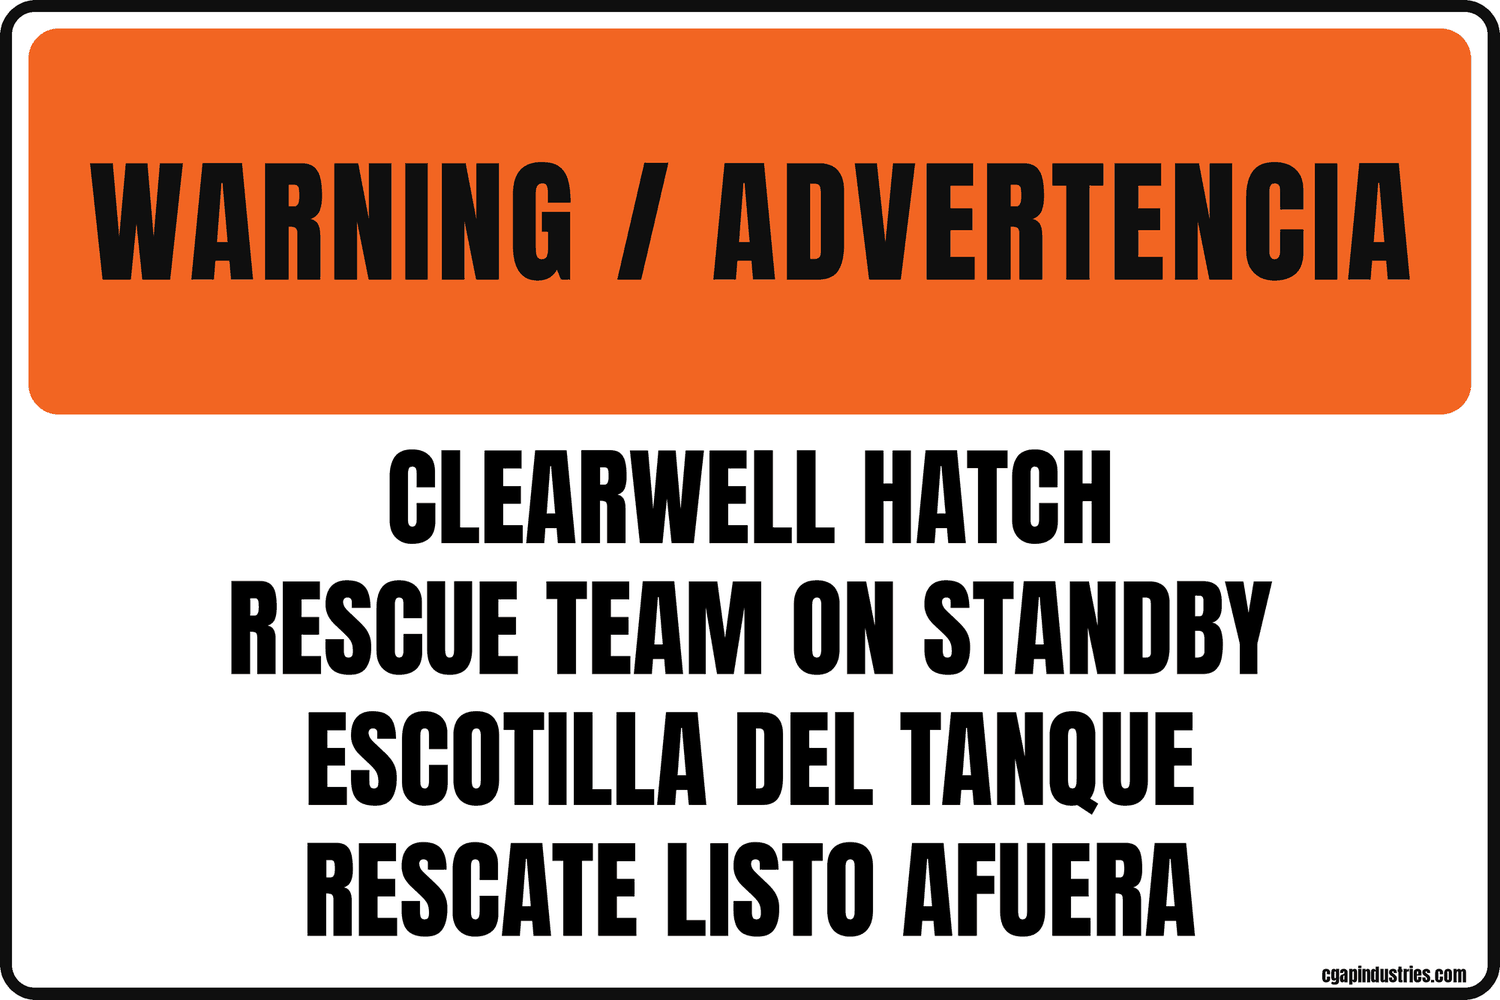 WARNING / ADVERTENCIA
CLEARWELL HATCH
RESCUE TEAM ON STANDBY
ESCOTILLA DEL TANQUE
RESCATE LISTO AFUERA
cgapindustries.com